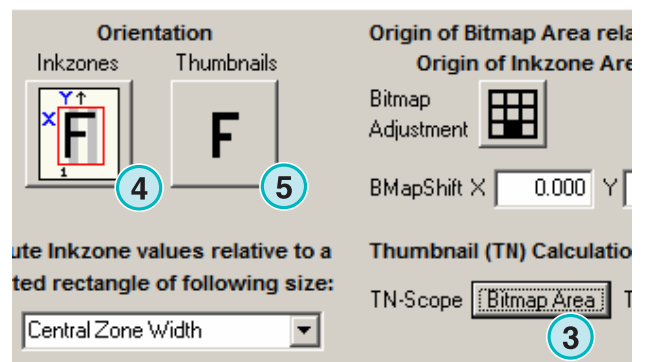 Orientation
Inkzones Thumbnails
Y
X
F
1
4
F
5
ute Inkzone values relative to a
ted rectangle of following size:
Central Zone Width
Origin of Bitmap Area rela
Origin of Inkzone Are
Bitmap
Adjustment
BMapShift X 0.000 Y
Thumbnail (TN) Calculatio
TN-Scope Bitmap Area T
3